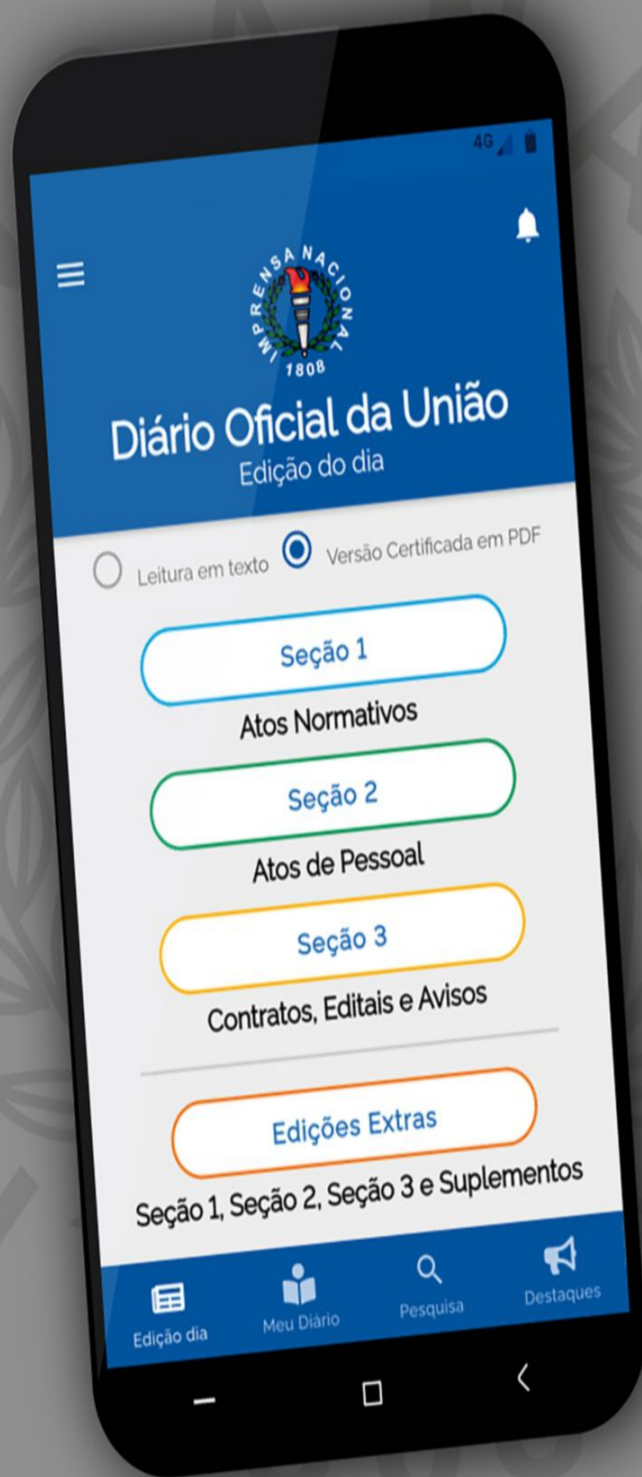 4G
IMPRENSA NACIONAL
1808
Diário Oficial da União
Edição do dia
Leitura em texto Versão Certificada em PDF
Seção 1
Atos Normativos
Seção 2
Atos de Pessoal
Seção 3
Contratos, Editais e Avisos
Edições Extras
Seção 1, Seção 2, Seção 3 e Suplementos
Edição dia Meu Diário Pesquisa Destaques